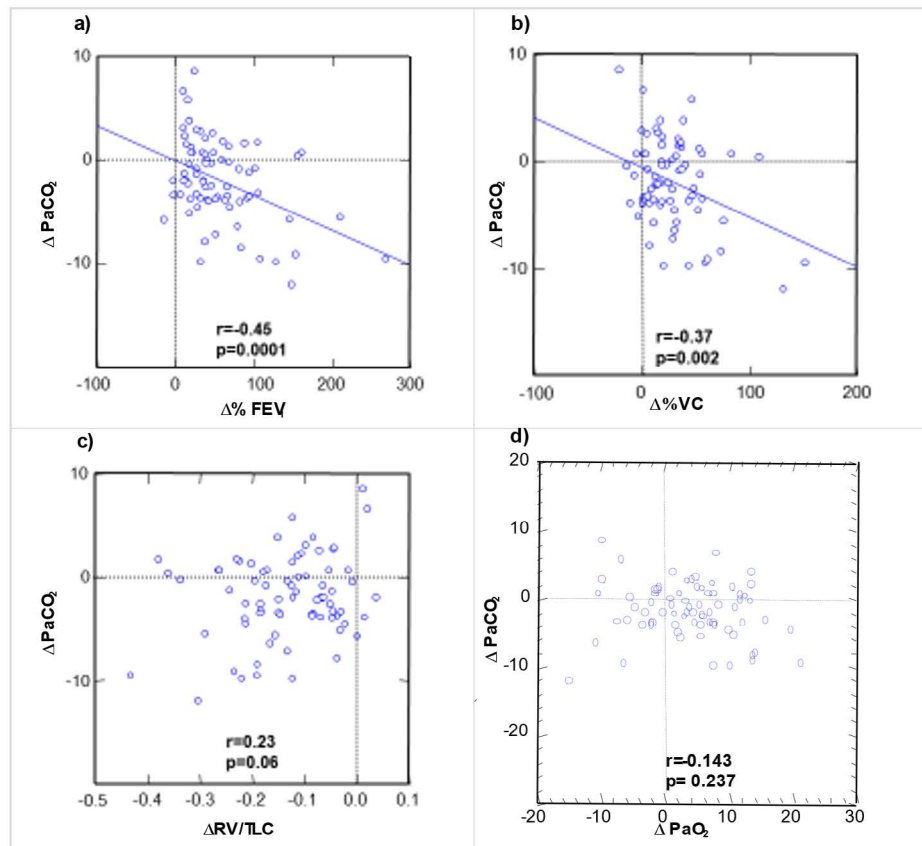 a)
10
0
-10
Δ PaCO₂
-100
0
100
200
300
r=-0.45
p=0.0001
Δ% FEV₁
b)
10
0
-10
-20
Δ PaCO₂
-100
0
100
200
r=-0.37
p=0.002
Δ%VC
c)
10
0
-10
ΔPaCO₂
-0.5
-0.4
-0.3
-0.2
-0.1
0.0
0.1
r=0.23
p=0.06
ΔRV/TLC
d)
20
10
0
-10
-20
Δ PaCO₂
-20
-10
0
10
20
30
r=-0.143
p= 0.237
Δ PaO₂